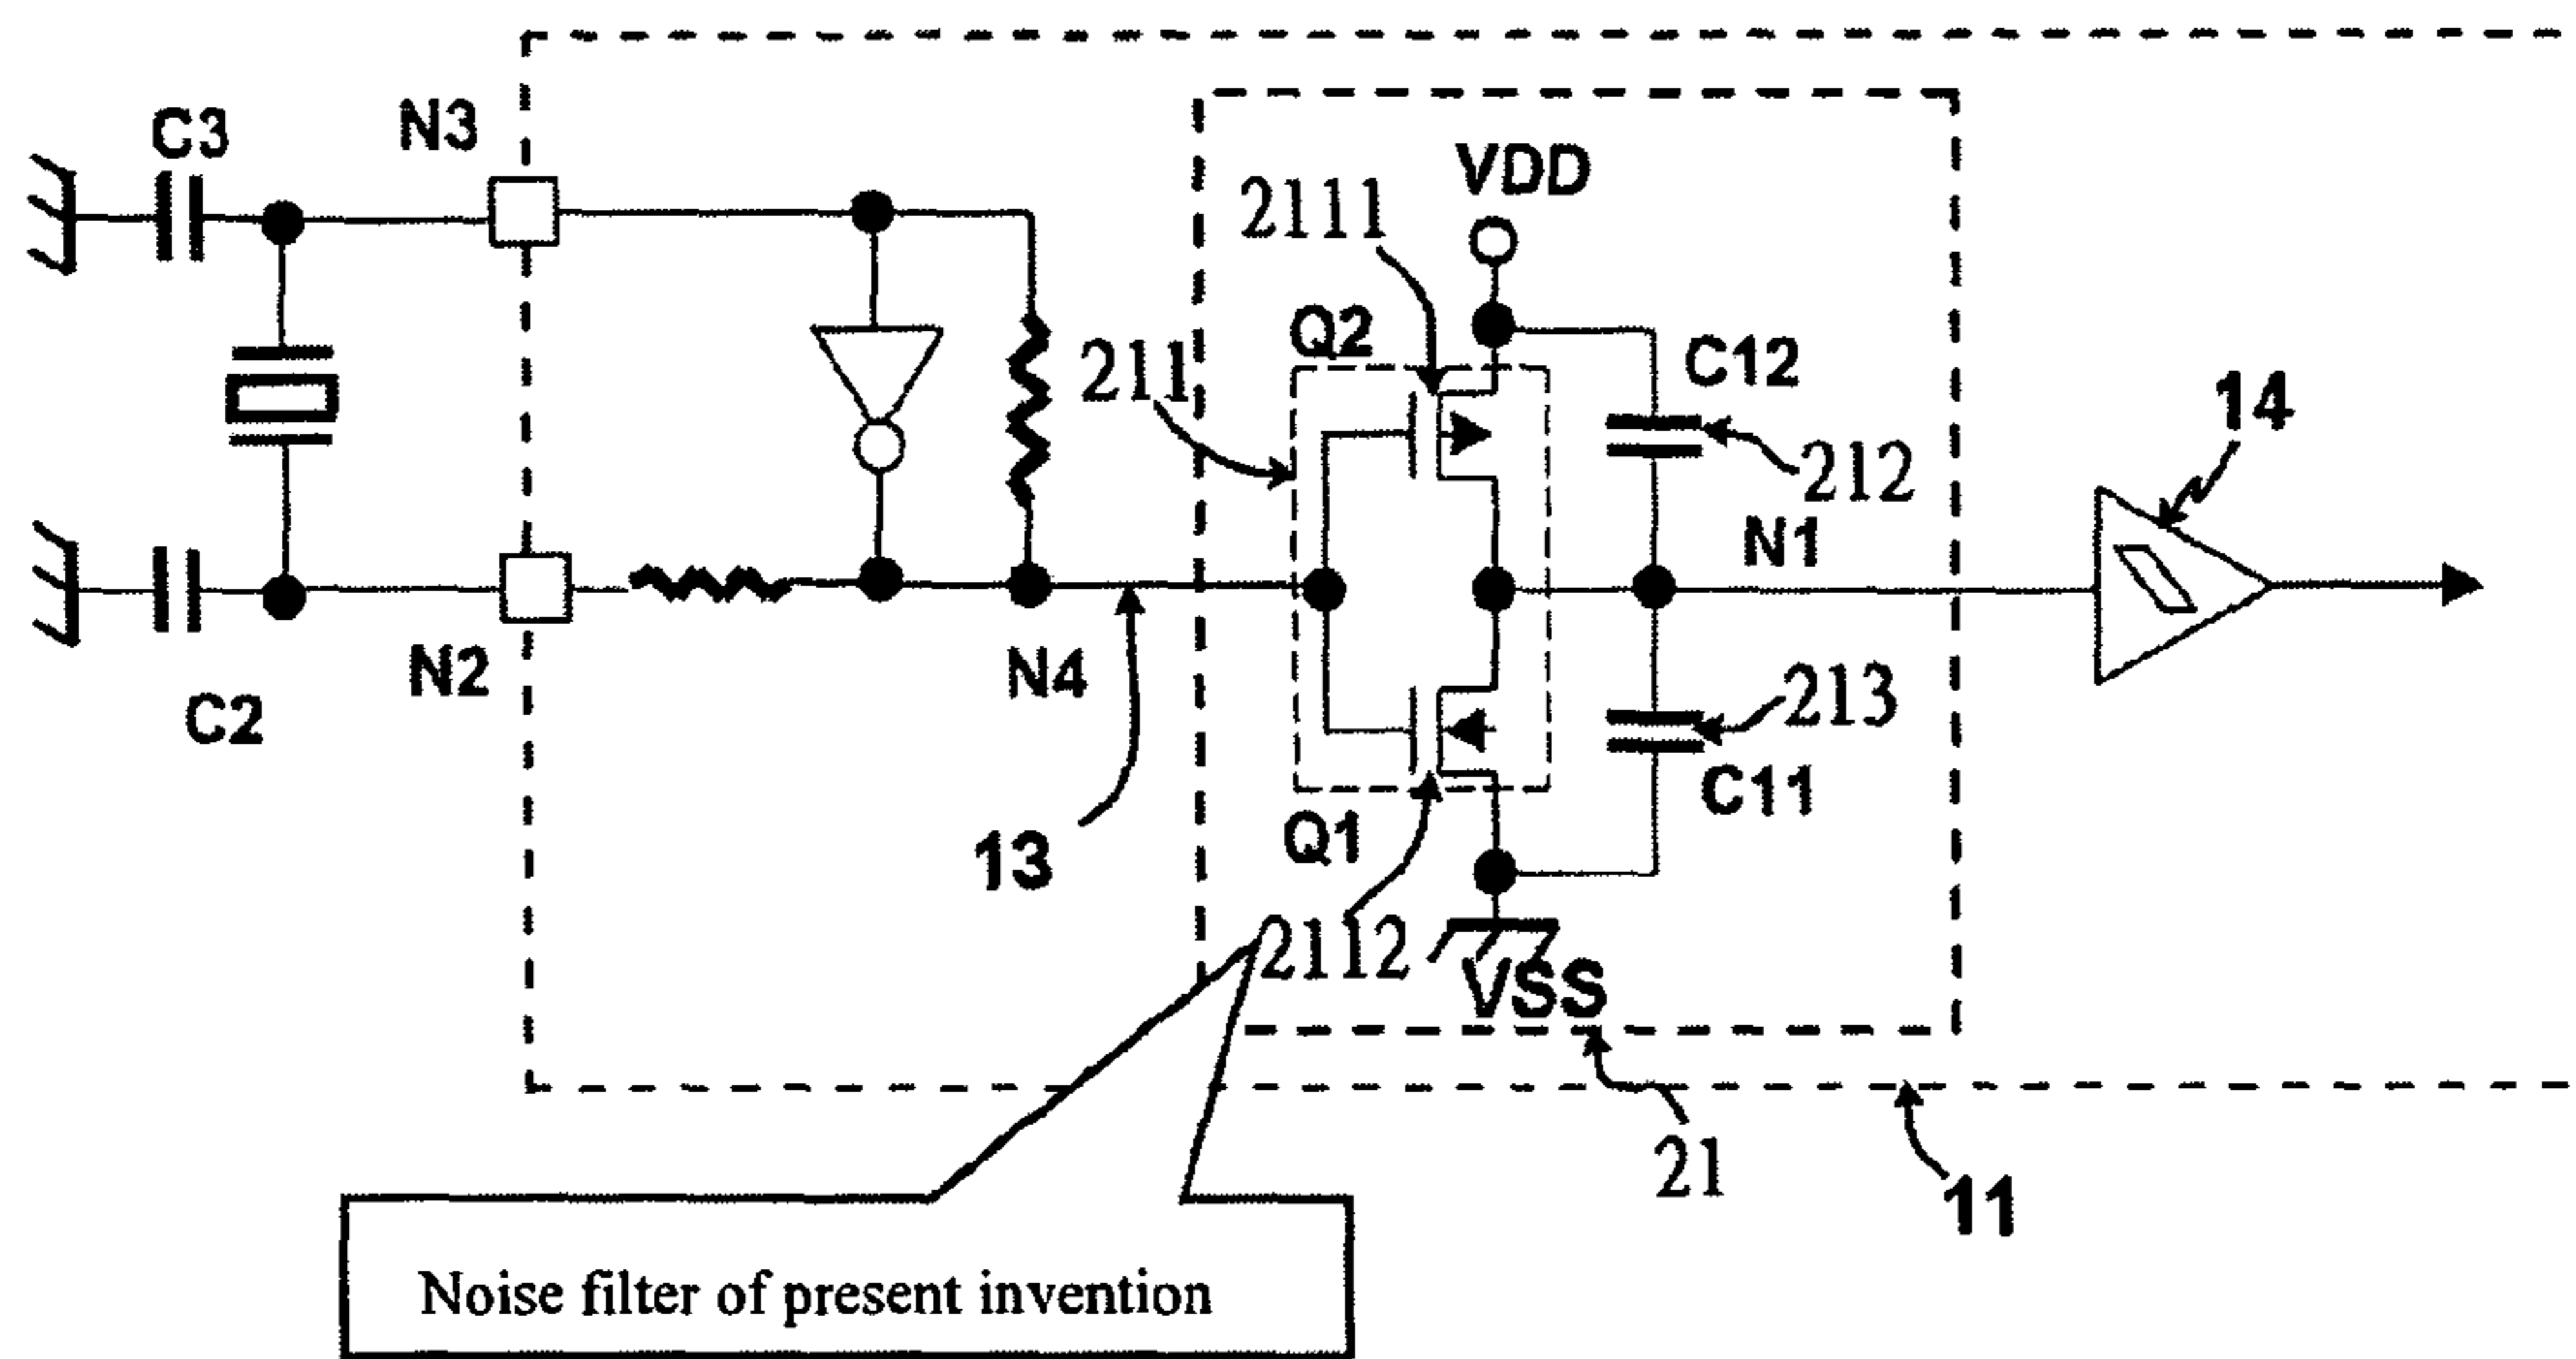 C3
N3
VDD
2111
Q2
211
C12
14
212
N1
N2
N4
213
C2
C11
13
Q1
2112
VSS
21
11
Noise filter of present invention